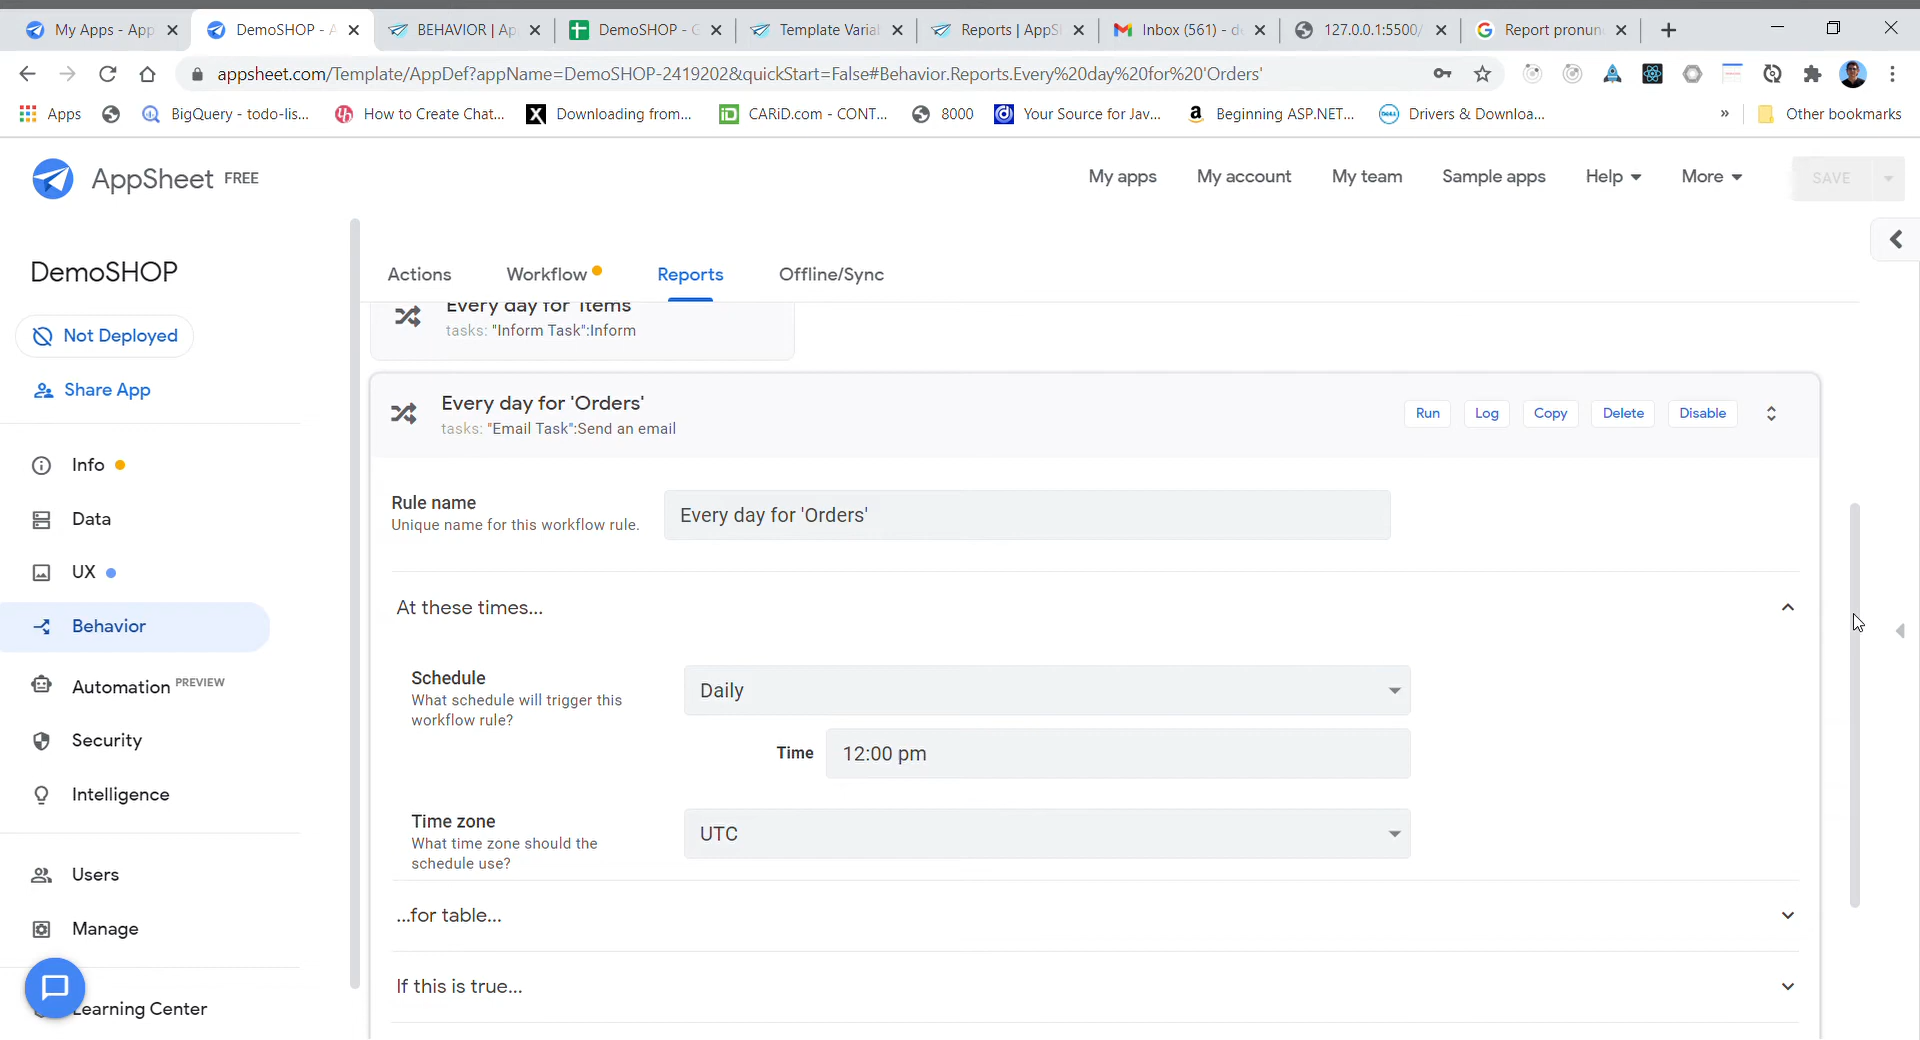 My Apps - App
DemoSHOP - A
BEHAVIOR | Ap
DemoSHOP - G
Template Varia
Reports | AppS
Inbox (561) - d
127.0.0.1:5500/
Report pronun
appsheet.com/Template/AppDef?appName=DemoSHOP-2419202&quickStart=False#Behavior.Reports.Every%20day%20for%20'Orders'
Apps
BigQuery - todo-lis...
How to Create Chat...
Downloading from...
CARiD.com - CONT...
8000
Your Source for Jav...
Beginning ASP.NET...
Drivers & Downloa...
»
Other bookmarks
AppSheet FREE
My apps
My account
My team
Sample apps
Help
More
SAVE
DemoSHOP
Not Deployed
Share App
Info
Data
UX
Behavior
Automation PREVIEW
Security
Intelligence
Users
Manage
Learning Center
Actions
Workflow
Reports
Offline/Sync
Every day for 'Items'
tasks: "Inform Task":Inform
Every day for 'Orders'
tasks: "Email Task":Send an email
Run
Log
Copy
Delete
Disable
Rule name
Unique name for this workflow rule.
Every day for 'Orders'
At these times...
Schedule
What schedule will trigger this
workflow rule?
Daily
Time
12:00 pm
Time zone
What time zone should the
schedule use?
UTC
...for table...
If this is true...